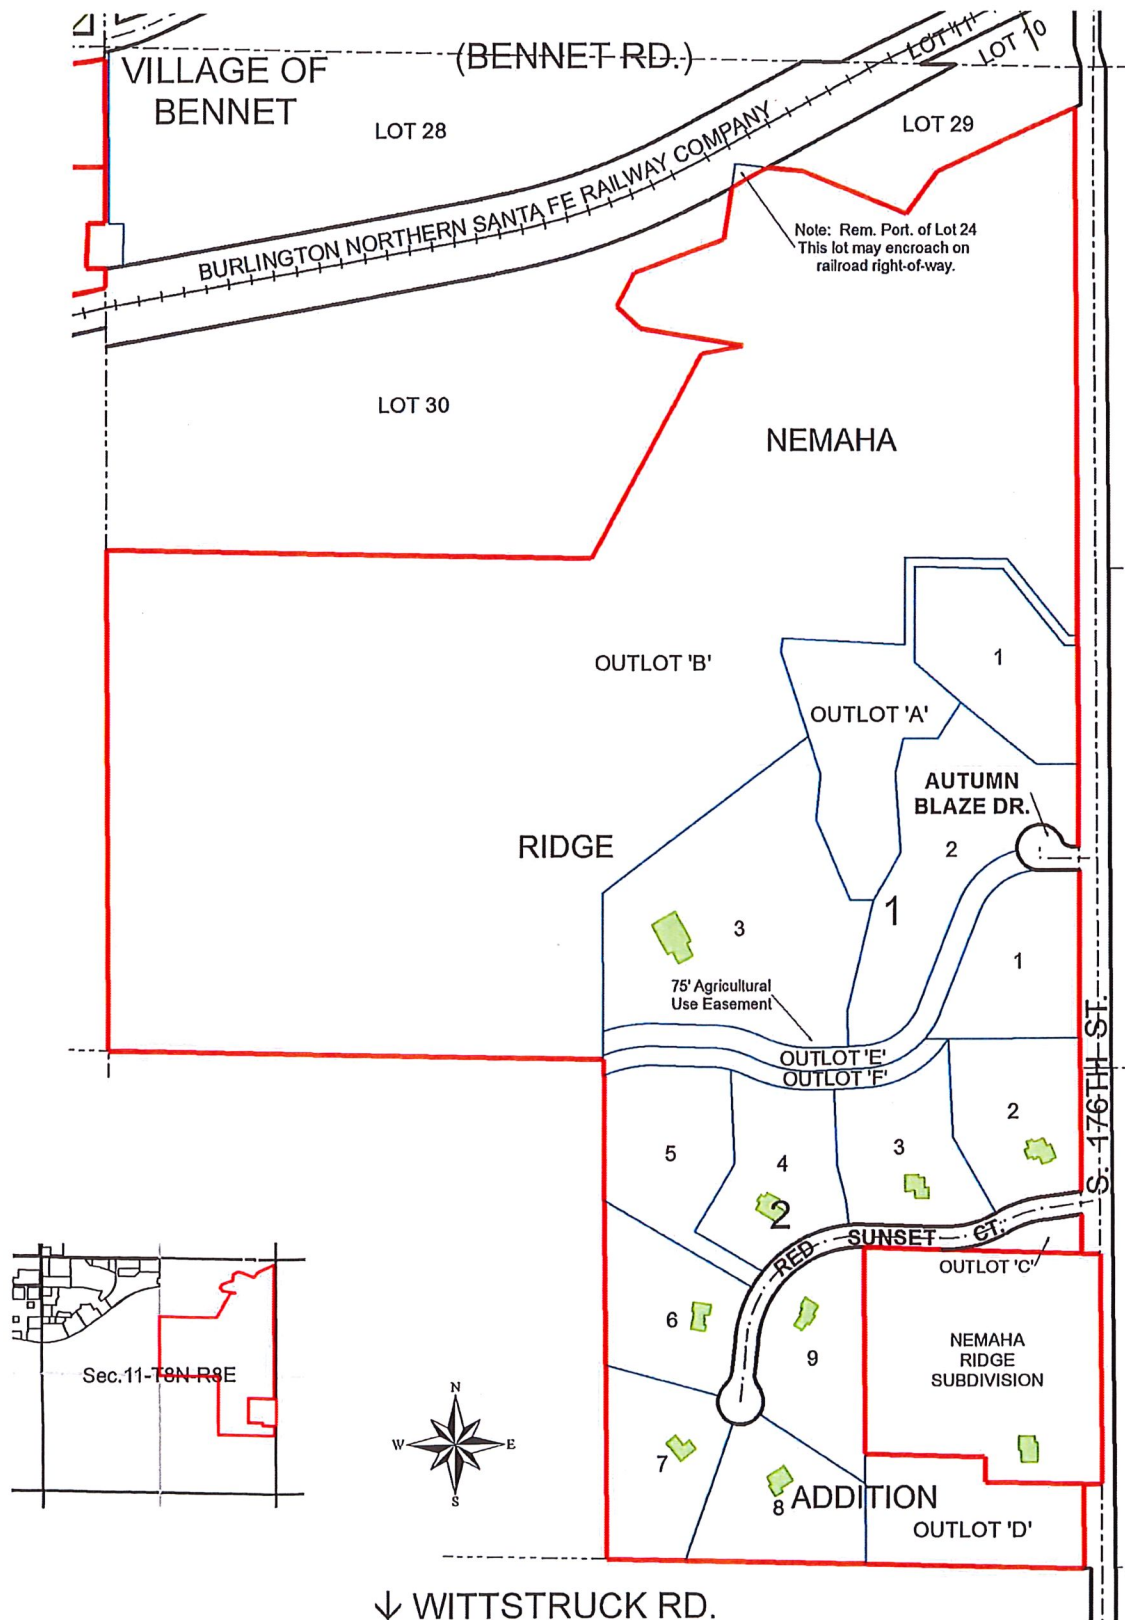 (BENNET RD.)
LOT 11
LOT 10
VILLAGE OF
BENNET
LOT 28
LOT 29
BURLINGTON NORTHERN SANTA FE RAILWAY COMPANY
Note: Rem. Port. of Lot 24
This lot may encroach on
railroad right-of-way.
LOT 30
NEMAHA
OUTLOT 'B'
1
OUTLOT 'A'
AUTUMN
BLAZE DR.
RIDGE
2
1
3
1
75' Agricultural
Use Easement
OUTLOT 'E'
OUTLOT 'F'
S. 176TH ST.
2
5
4
3
2
RED SUNSET CT.
OUTLOT 'C'
6
9
NEMAHA
RIDGE
SUBDIVISION
Sec.11-T8N-R8E
N
W
E
S
7
8
ADDITION
OUTLOT 'D'
↓ WITTSTRUCK RD.